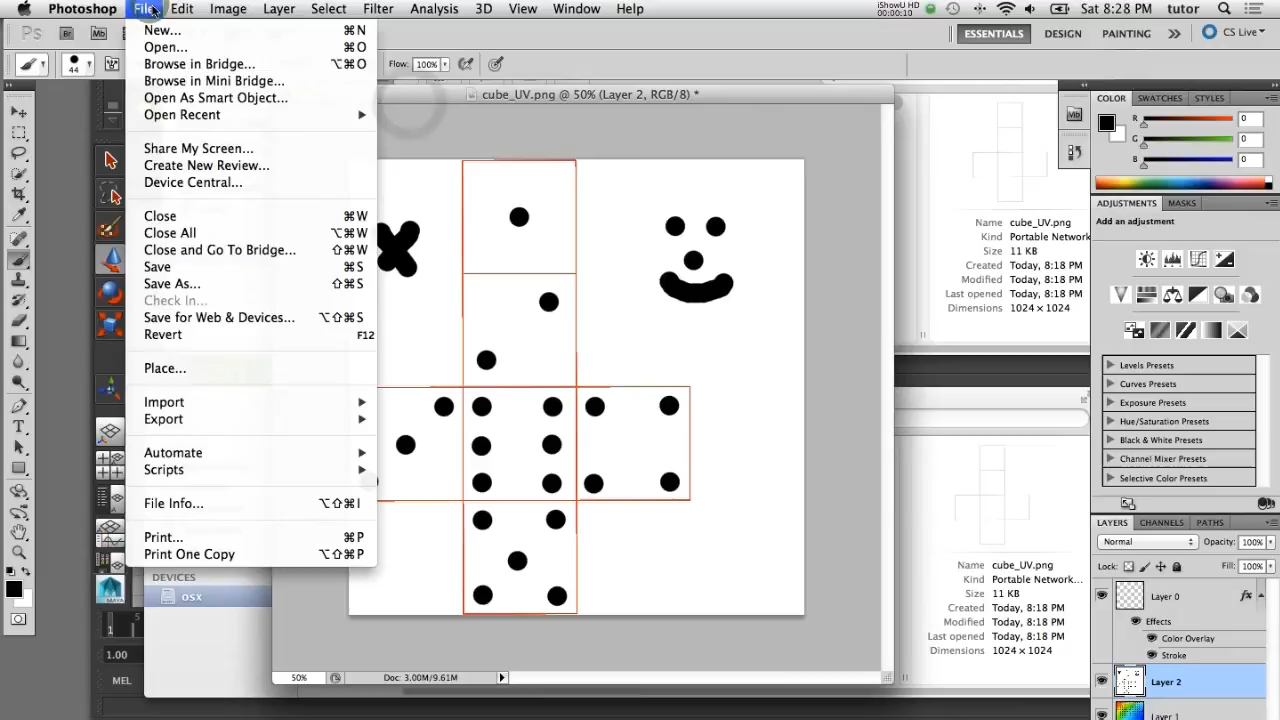 Photoshop File Edit Image Layer Select Filter Analysis 3D View Window Help iShowU HD 00:00:10 Sat 8:28 PM tutor
Ps Br Mb ESSENTIALS DESIGN PAINTING CS Live
44 Flow: 100%
New... ⌘N
Open... ⌘O
Browse in Bridge... ⌥⌘O
Browse in Mini Bridge...
Open As Smart Object...
Open Recent
Share My Screen...
Create New Review...
Device Central...
Close ⌘W
Close All ⌥⌘W
Close and Go To Bridge... ⇧⌘W
Save ⌘S
Save As... ⇧⌘S
Check In...
Save for Web & Devices... ⌥⇧⌘S
Revert F12
Place...
Import
Export
Automate
Scripts
File Info... ⌥⇧⌘I
Print... ⌘P
Print One Copy ⌥⇧⌘P
DEVICES
osx
1.00
MEL
1 5
cube_UV.png @ 50% (Layer 2, RGB/8) *
50% Doc: 3.00M/9.61M
Name cube_UV.png
Kind Portable Network
Size 11 KB
Created Today, 8:18 PM
Modified Today, 8:18 PM
Last opened Today, 8:18 PM
Dimensions 1024 × 1024
Name cube_UV.png
Kind Portable Network...
Size 11 KB
Created Today, 8:18 PM
Modified Today, 8:18 PM
Last opened Today, 8:18 PM
Dimensions 1024 × 1024
Mb
COLOR SWATCHES STYLES
R 0
G 0
B 0
ADJUSTMENTS MASKS
Add an adjustment
Levels Presets
Curves Presets
Exposure Presets
Hue/Saturation Presets
Black & White Presets
Channel Mixer Presets
Selective Color Presets
LAYERS CHANNELS PATHS
Normal Opacity: 100%
Lock: Fill: 100%
Layer 0 fx
Effects
Color Overlay
Stroke
Layer 2
Layer 1